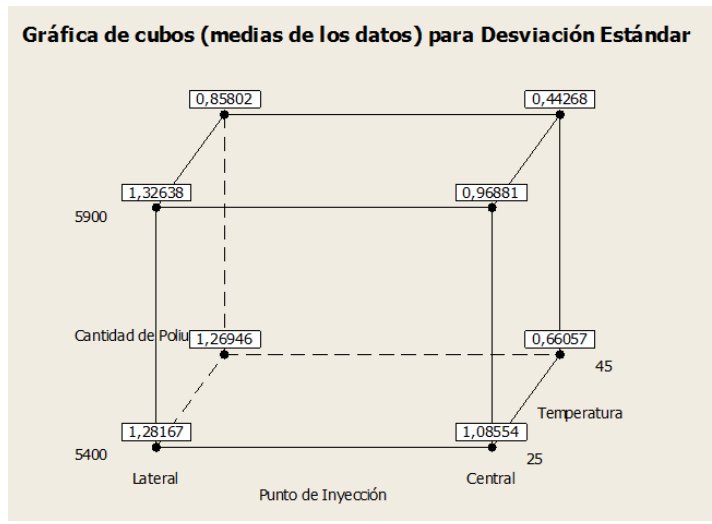 Gráfica de cubos (medias de los datos) para Desviación Estándar
0,85802
0,44268
1,32638
0,96881
5900
Cantidad de Poliu
1,26946
0,66057
45
Temperatura
1,28167
1,08554
5400
25
Lateral
Central
Punto de Inyección